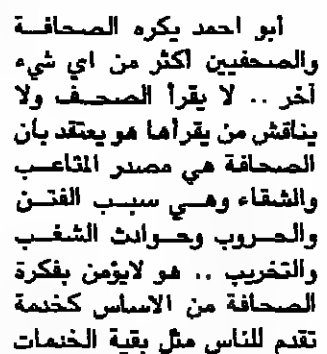 أبو احمد يكره الصحافة
والصحفيين أكثر من اي شيء
آخر .. لا يقرأ الصحف ولا
يناقش من يقرأها هو يعتقد بان
الصحافة هي مصدر المتاعب
والشقاء وهي سبب الفتن
والحروب وحوادث الشغب
والتخريب .. هو لايؤمن بفكرة
الصحافة من الاساس كخدمة
تقدم للناس مثل بقية الخدمات